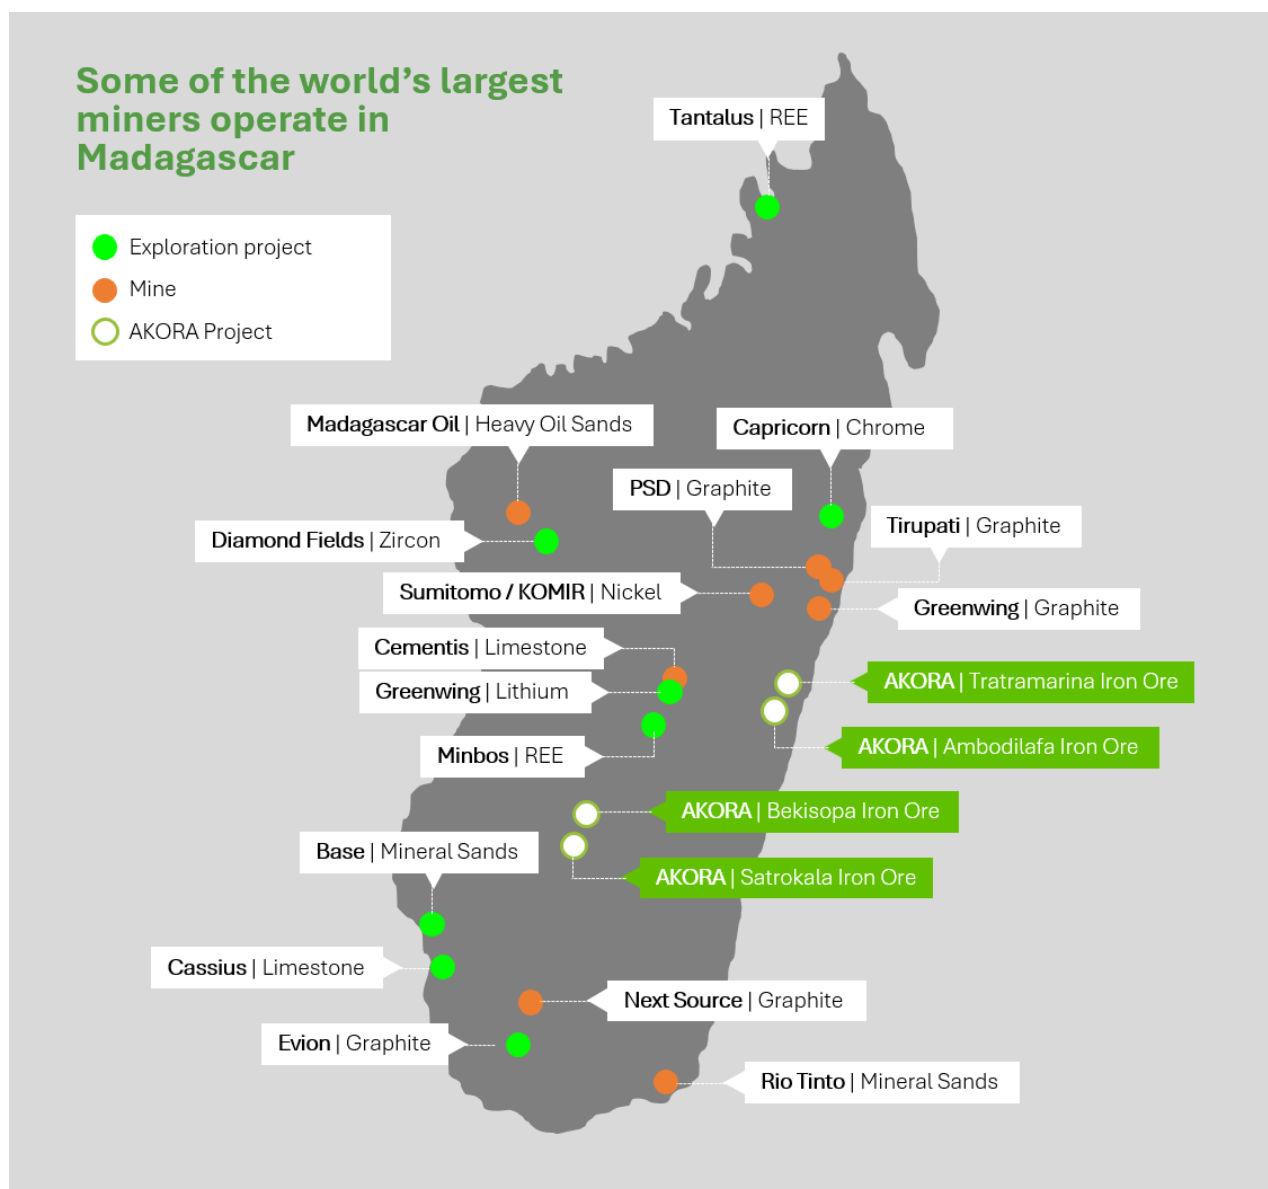 Some of the world's largest
miners operate in
Madagascar
Exploration project
Mine
AKORA Project
Tantalus | REE
Madagascar Oil | Heavy Oil Sands
Capricorn | Chrome
PSD | Graphite
Tirupati | Graphite
Diamond Fields | Zircon
Sumitomo / KOMIR | Nickel
Greenwing | Graphite
Cementis | Limestone
AKORA | Tratramarina Iron Ore
Greenwing | Lithium
AKORA | Ambodilafa Iron Ore
Minbos | REE
AKORA | Bekisopa Iron Ore
Base | Mineral Sands
AKORA | Satrokala Iron Ore
Cassius | Limestone
Next Source | Graphite
Evion | Graphite
Rio Tinto | Mineral Sands